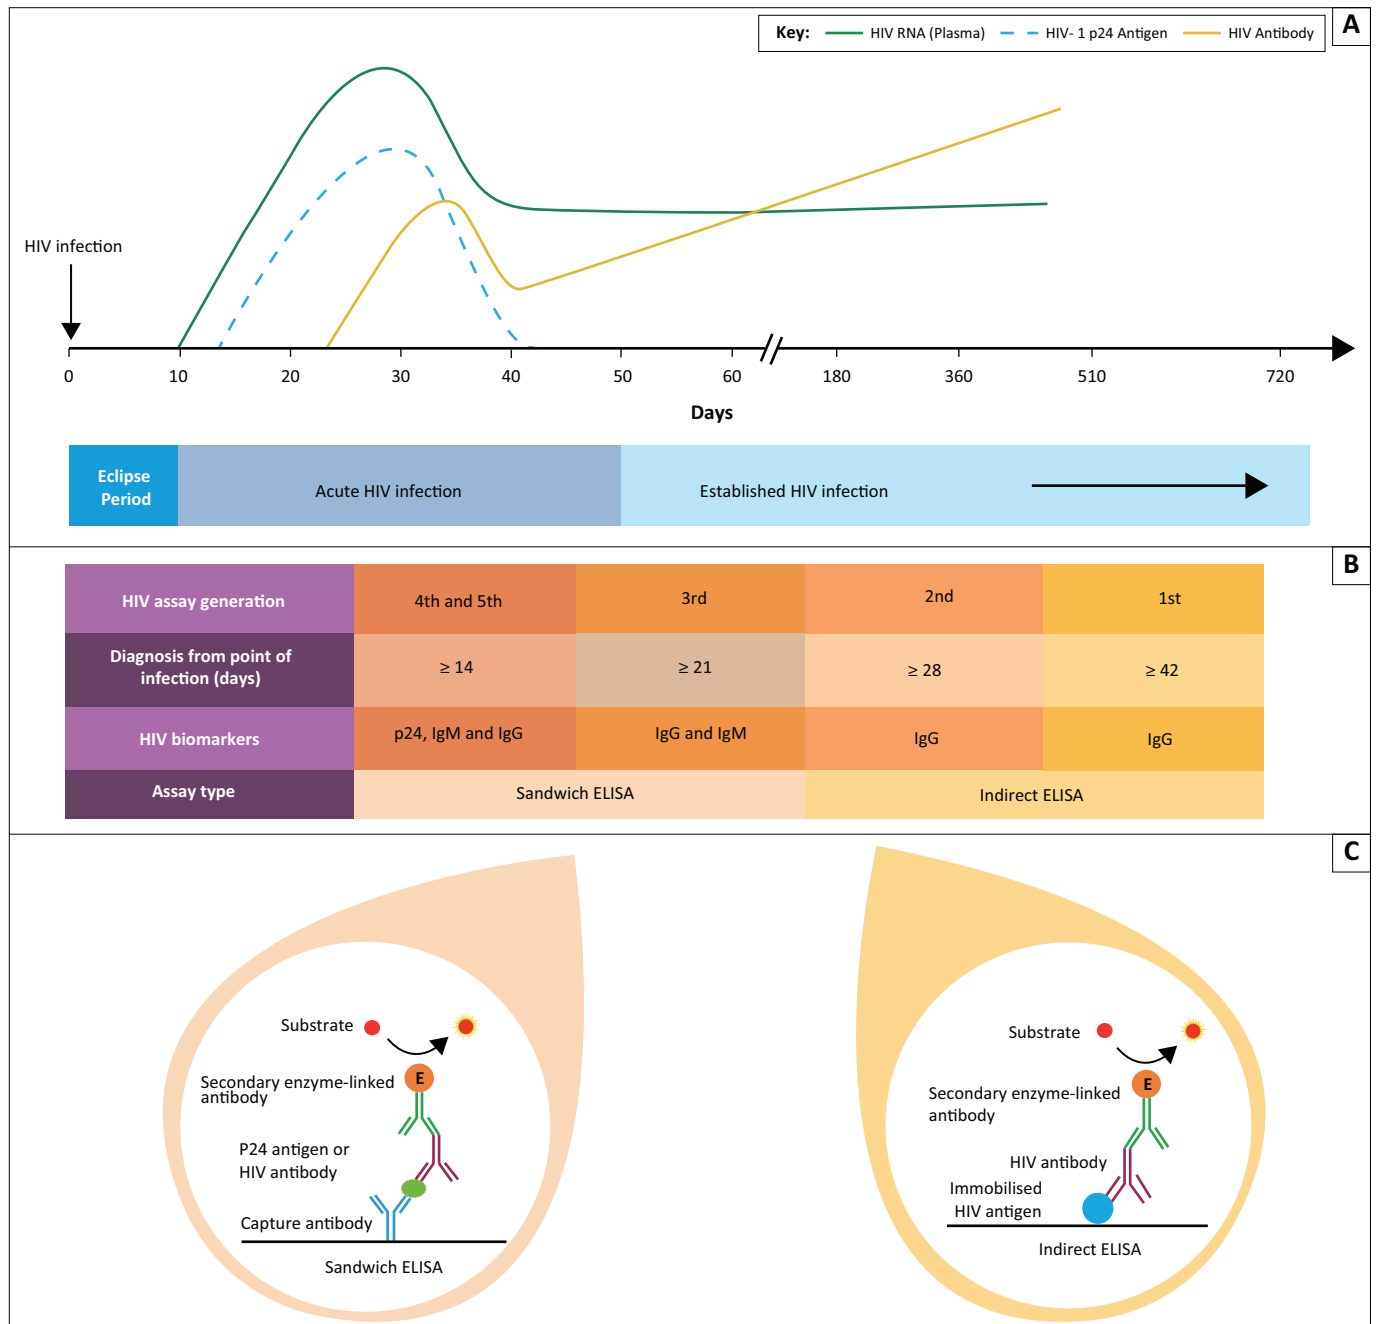 A
Key: HIV RNA (Plasma) HIV- 1 p24 Antigen HIV Antibody
HIV infection
0 10 20 30 40 50 60 180 360 510 720
Days
Eclipse
Period
Acute HIV infection
Established HIV infection
B
HIV assay generation 4th and 5th 3rd 2nd 1st
Diagnosis from point of
infection (days)
≥ 14 ≥ 21 ≥ 28 ≥ 42
HIV biomarkers p24, IgM and IgG IgG and IgM IgG IgG
Assay type Sandwich ELISA Indirect ELISA
C
Substrate
E
Secondary enzyme-linked
antibody
P24 antigen or
HIV antibody
Capture antibody
Sandwich ELISA
Substrate
E
Secondary enzyme-linked
antibody
HIV antibody
Immobilised
HIV antigen
Indirect ELISA